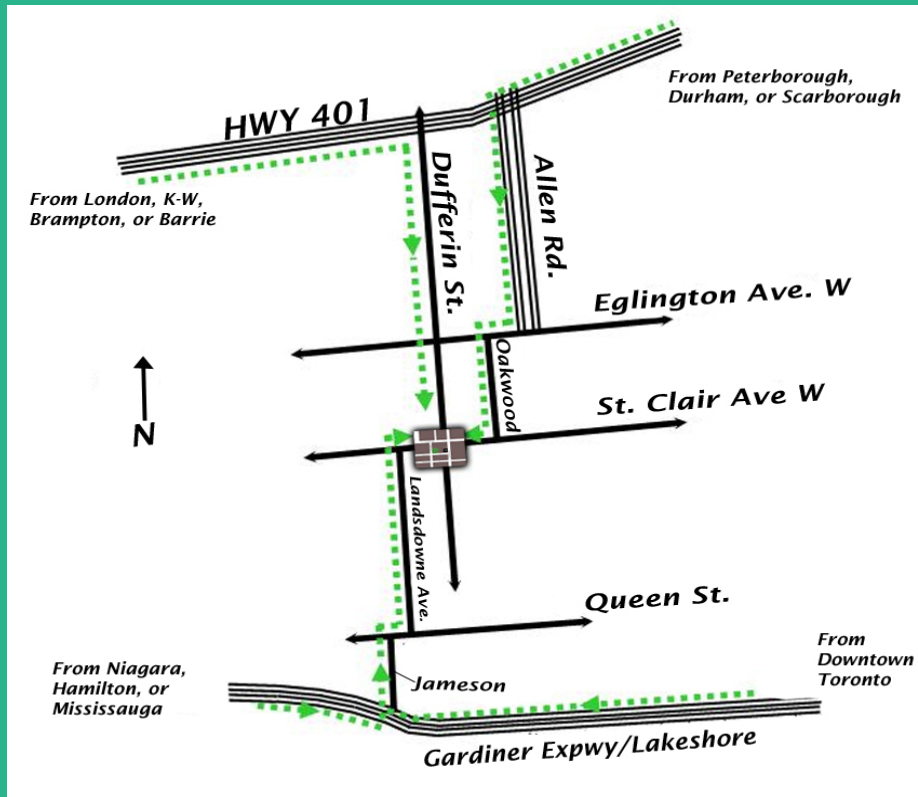 From Peterborough,
Durham, or Scarborough
HWY 401
From London, K-W,
Brampton, or Barrie
Dufferin St.
Allen Rd.
Eglington Ave. W
Oakwood
St. Clair Ave W
N
Landsdowne Ave.
Queen St.
From Niagara,
Hamilton, or
Mississauga
Jameson
From
Downtown
Toronto
Gardiner Expwy/Lakeshore